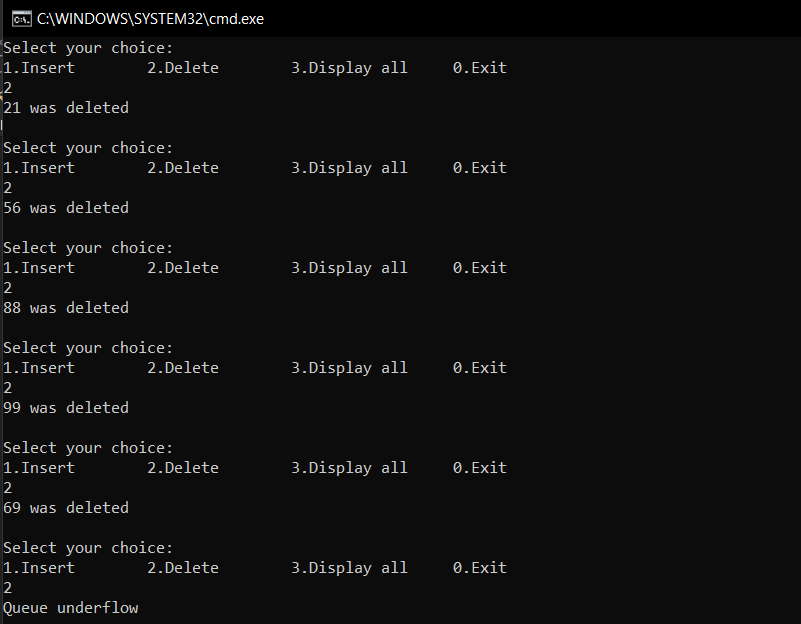 C:\WINDOWS\SYSTEM32\cmd.exe
Select your choice:
1.Insert        2.Delete        3.Display all     0.Exit
2
21 was deleted
Select your choice:
1.Insert        2.Delete        3.Display all     0.Exit
2
56 was deleted
Select your choice:
1.Insert        2.Delete        3.Display all     0.Exit
2
88 was deleted
Select your choice:
1.Insert        2.Delete        3.Display all     0.Exit
2
99 was deleted
Select your choice:
1.Insert        2.Delete        3.Display all     0.Exit
2
69 was deleted
Select your choice:
1.Insert        2.Delete        3.Display all     0.Exit
2
Queue underflow